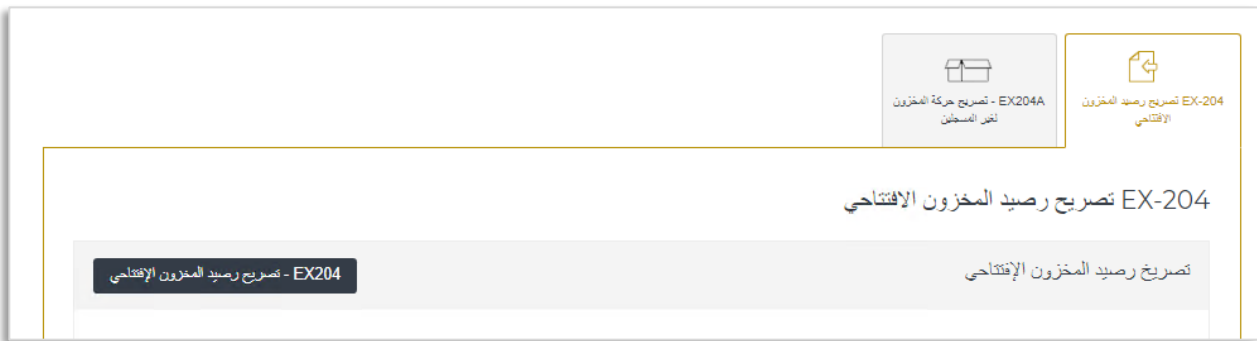 EX-204 تصريح رصيد المخزون
الافتتاحي
EX204A - تصريح حركة المخزون
لغير المسجلين
EX-204 تصريح رصيد المخزون الافتتاحي
تصريخ رصيد المخزون الإفتتاحي
EX204 - تصريح رصيد المخزون الإفتتاحي